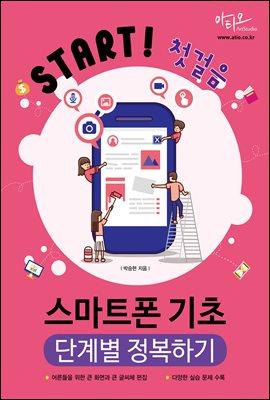 아티오
ArtStudio
www.atio.co.kr
START!
첫걸음
( 박승현 지음 )
스마트폰 기초
단계별 정복하기
• 어른들을 위한 큰 화면과 큰 글씨체 편집 • 다양한 실습 문제 수록